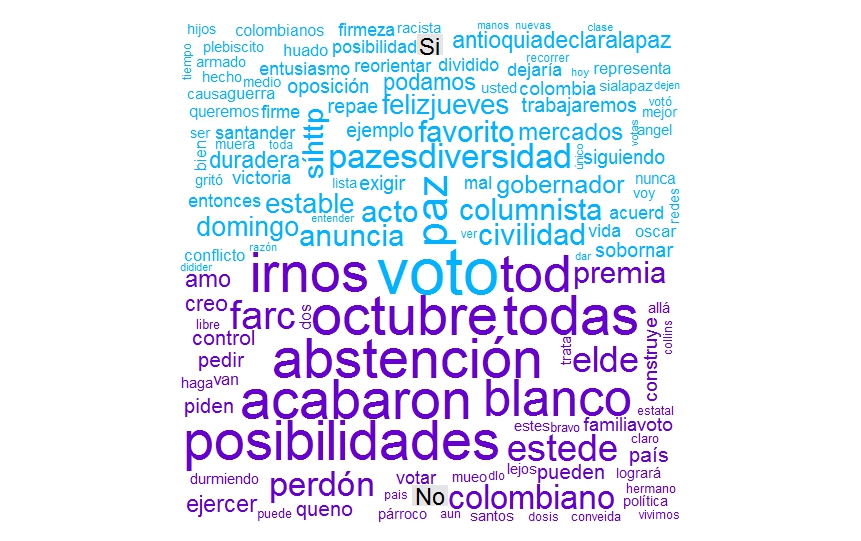 hijos colombianos firmeza racista manos nuevas clase
plebiscito huado posibilidad Si antioquiadeclaralapaz
tiempo armado entusiasmo reorientar dividido dejaría recorrer hoy representa
hecho medio oposición podamos usted colombia sialapaz dejen
causaguerra repae felizjueves trabajaremos votó
queremos firme síhttp ejemplo favorito mercados votas mejor
ser santander angel
bien muera toda pazesdiversidad único siguiendo
duradera
gritó victoria lista exigir mal gobernador nunca
entonces estable acto paz columnista voy redes
entender acuerd
domingo anuncia civilidad vida oscar
conflicto razón ver dar sobornar
didider amo irnos voto tod premia
creo farc dos octubre todas allá
libre control construye collins
pedir abstención trata elde
haga van
piden acabaron blanco estatal
posibilidades estes bravo familiavoto
claro
estede país
durmiendo perdón votar mueo dlo lejos pueden logrará
ejercer pais No colombiano hermano
política
puede queno párroco aun santos dosis conveida vivimos